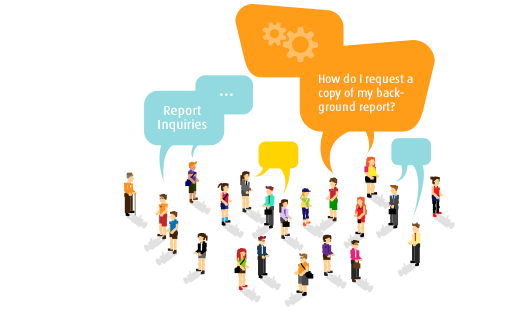 How do I request a
copy of my back-
ground report?
...
Report
Inquiries